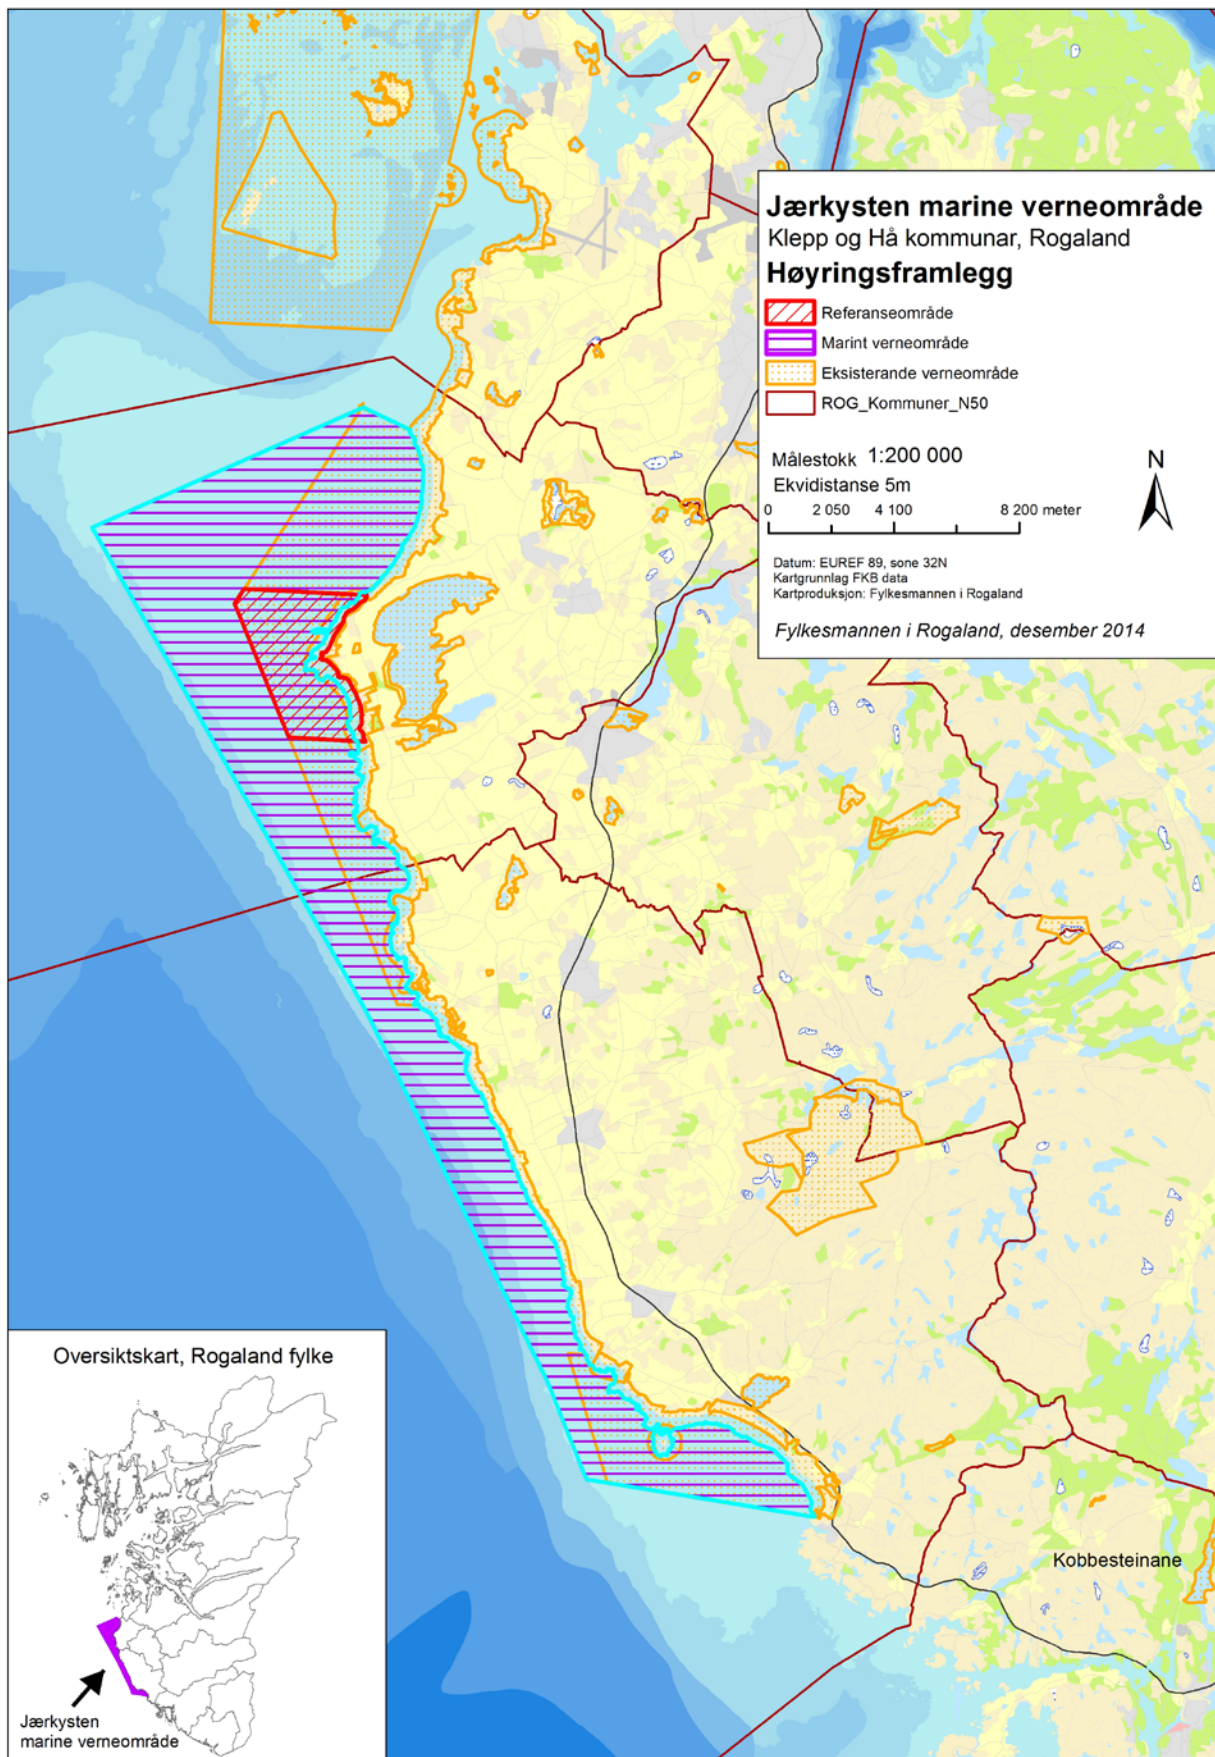 Jærkysten marine verneområde
Klepp og Hå kommunar, Rogaland
Høyringsframlegg
Referanseområde
Marint verneområde
Eksisterande verneområde
ROG_Kommuner_N50
Målestokk 1:200 000
Ekvidistanse 5m
N
0 2 050 4 100 8 200 meter
Datum: EUREF 89, sone 32N
Kartgrunnlag FKB data
Kartproduksjon: Fylkesmannen i Rogaland
Fylkesmannen i Rogaland, desember 2014
Kobbesteinane
Oversiktskart, Rogaland fylke
Jærkysten
marine verneområde